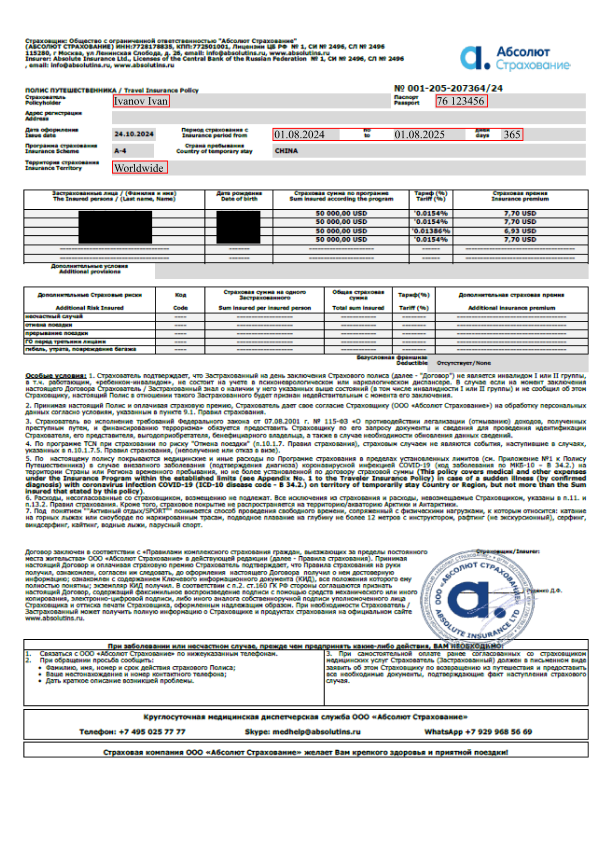 Страховщик: Общество с ограниченной ответственностью "Абсолют Страхование"
(АБСОЛЮТ СТРАХОВАНИЕ) ИНН:7728178835, КПП:772501001, Лицензии ЦБ РФ № 1, СИ № 2496, СЛ № 2496
115280, г Москва, ул Ленинская Слобода, д. 26, email: info@absolutins.ru, www.absolutins.ru
Insurer: Absolute Insurance Ltd., Licenses of the Central Bank of the Russian Federation № 1, СИ № 2496, СЛ № 2496
, email: info@absolutins.ru, www.absolutins.ru
Абсолют
Страхование
ПОЛИС ПУТЕШЕСТВЕННИКА / Travel Insurance Policy
№ 001-205-207364/24
Страхователь
Policyholder
Ivanov Ivan
Паспорт
Passport
76 123456
Адрес регистрации
Address
Дата оформления
Issue date
24.10.2024
Период страхования с
Insurance period from
01.08.2024
по
to
01.08.2025
дней
days
365
Программа страхования
Insurance Scheme
A-4
Страна пребывания
Country of temporary stay
CHINA
Территория страхования
Insurance Territory
Worldwide
Застрахованные лица / (Фамилия и имя)
The Insured persons / (Last name, Name)
Дата рождения
Date of birth
Страховая сумма по программе
Sum insured according the program
Тариф (%)
Tariff (%)
Страховая премия
Insurance premium
50 000,00 USD '0.0154% 7,70 USD
50 000,00 USD '0.0154% 7,70 USD
50 000,00 USD '0.01386% 6,93 USD
50 000,00 USD '0.0154% 7,70 USD
Дополнительные условия
Additional provisions
Дополнительные Страховые риски
Additional Risk Insured
Код
Code
Страховая сумма на одного Застрахованного
Sum insured per insured person
Общая страховая сумма
Total sum insured
Тариф(%)
Tariff (%)
Дополнительная страховая премия
Additional insurance premium
несчастный случай
отмена поездки
прерывание поездки
ГО перед третьими лицами
гибель, утрата, повреждение багажа
Безусловная франшиза
Deductible
Отсутствует/None
Особые условия: 1. Страхователь подтверждает, что Застрахованный на день заключения Страхового полиса (далее - "Договор") не является инвалидом I или II группы,
в т.ч. работающим, «ребенком-инвалидом», не состоит на учете в психоневрологическом или наркологическом диспансере. В случае если на момент заключения
настоящего Договора Страхователь / Застрахованный знал о наличии у него указанных выше состояний (в том числе инвалидности I или II группы) и не сообщил об этом
Страховщику, настоящий Полис в отношении такого Застрахованного будет признан недействительным с момента его заключения.
2. Принимая настоящий Полис и оплачивая страховую премию, Страхователь дает свое согласие Страховщику (ООО «Абсолют Страхование») на обработку персональных
данных согласно условиям, указанным в пункте 9.1. Правил страхования.
3. Страхователь во исполнение требований Федерального закона от 07.08.2001 г. № 115-ФЗ «О противодействии легализации (отмыванию) доходов, полученных
преступным путем, и финансированию терроризма» обязуется предоставить Страховщику по его запросу документы и сведения для проведения идентификации
Страхователя, его представителя, выгодоприобретателя, бенефициарного владельца, а также в случае необходимости обновления данных сведений.
4. По программе TCN при страховании по риску "Отмена поездки" (п.10.1.7. Правил страхования), страховым случаем не являются события, наступившие в случаях,
указанных в п.10.1.7.5. Правил страхования, (неполучение или отказ в визе).
5. По настоящему полису покрываются медицинские и иные расходы по Программе страхования в пределах установленных лимитов (см. Приложение №1 к Полису
Путешественника) в случае внезапного заболевания (подтверждения диагноза) коронавирусной инфекцией COVID-19 (код заболевания по МКБ-10 - В 34.2.) на
территории Страны или Региона временного пребывания, но не более установленной по договору страховой суммы (This policy covers medical and other expenses
under the Insurance Program within the established limits (see Appendix No. 1 to the Traveler Insurance Policy) in case of a sudden illness (by confirmed
diagnosis) with coronavirus infection COVID-19 (ICD-10 disease code - B 34.2.) on territory of temporaly stay Country or Region, but not more than the Sum
insured that stated by this policy).
6. Расходы, несогласованные со страховщиком, возмещению не подлежат. Все исключения из страхования и расходы, невозмещаемые Страховщиком, указаны в п.11. и
п.13.2. Правил страхования. Кроме того, страховое покрытие не распространяется на территории/акваторию Арктики и Антарктики.
7. Под понятием ""Активный отдых/SPORT"" понимается способ проведения свободного времени, сопряженный с физическими нагрузками, к которым относится: катание
на горных лыжах или сноуборде по маркированным трасам, подводное плавание на глубину не более 12 метров с инструктором, рафтинг (не экскурсионный), серфинг,
виндсерфинг, кайтинг, водные лыжи, парусный спорт.
Договор заключен в соответствии с «Правилами комплексного страхования граждан, выезжающих за пределы постоянного
места жительства» ООО «Абсолют Страхование» в действующей редакции (далее - Правила страхования). Принимая
настоящий Договор и оплачивая страховую премию Страхователь подтверждает, что Правила страхования на руки
получил, ознакомлен, согласен им следовать, до оформления настоящего Договора получил о нем достоверную
информацию; ознакомлен с содержанием Ключевого информационного документа (КИД), все положения которого ему
полностью понятны; экземпляр КИД получил. В соответствии с п.2. ст.160 ГК РФ стороны соглашаются признать
настоящий Договор, содержащий факсимильное воспроизведение подписи с помощью средств механического или иного
копирования, электронно-цифровой подписи, либо иного аналога собственноручной подписи уполномоченного лица
Страховщика и оттиска печати Страховщика, оформленным надлежащим образом. При необходимости Страхователь /
Застрахованный может получить полную информацию о Страховщике и продуктах страхования на официальном сайте
www.absolutins.ru.
Страховщик/Insurer:
Руденко Д.Ф.
ООО «АБСОЛЮТ СТРАХОВАНИЕ»
ABSOLUTE INSURANCE LTD
При заболевании или несчастном случае, прежде чем предпринять какие-либо действия, ВАМ НЕОБХОДИМО:
1. Связаться с ООО «Абсолют Страхование» по нижеуказанным телефонам.
2. При обращении просьба сообщить:
• Фамилию, имя, номер и срок действия страхового Полиса;
• Ваше местонахождение и номер контактного телефона;
• Дать краткое описание возникшей проблемы.
3. При самостоятельной оплате ранее согласованных со страховщиком
медицинских услуг Страхователь (Застрахованный) должен в письменном виде
заявить об этом Страховщику по возвращению из путешествия и предоставить
все необходимые документы, подтверждающие факт наступления страхового
случая.
Круглосуточная медицинская диспетчерская служба ООО «Абсолют Страхование»
Телефон: +7 495 025 77 77 Skype: medhelp@absolutins.ru WhatsApp +7 929 968 56 69
Страховая компания ООО «Абсолют Страхование» желает Вам крепкого здоровья и приятной поездки!